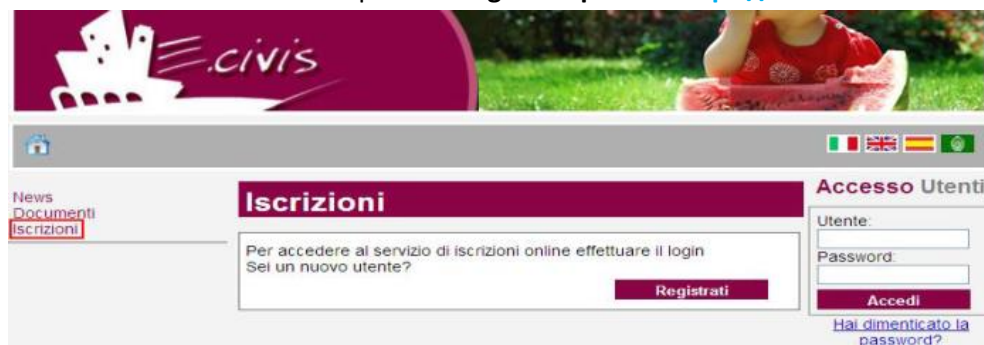 E.civis
News
Documenti
Iscrizioni
Iscrizioni
Per accedere al servizio di iscrizioni online effettuare il login
Sei un nuovo utente?
Registrati
Accesso Utenti
Utente:
Password:
Accedi
Hai dimenticato la
password?